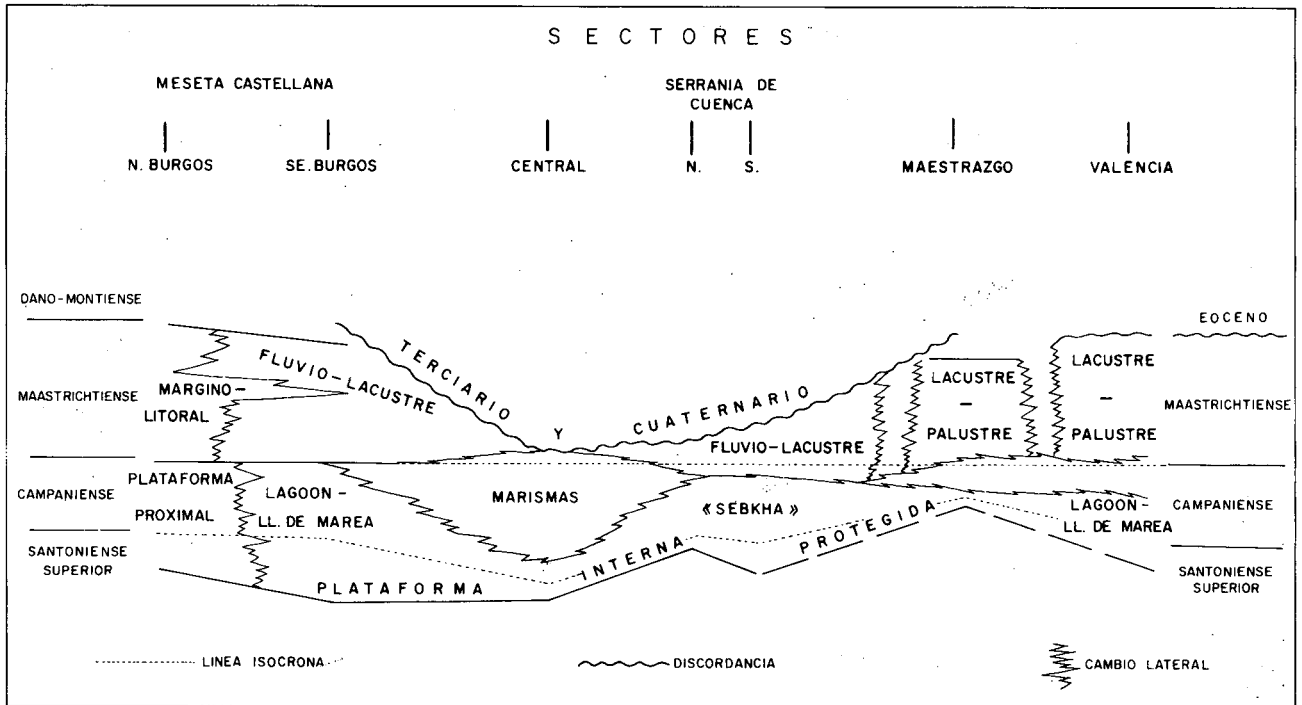 SECTORES
MESETA CASTELLANA
SERRANIA DE
CUENCA
N. BURGOS
SE. BURGOS
CENTRAL
N.
S.
MAESTRAZGO
VALENCIA
DANO-MONTIENSE
MAASTRICHTIENSE
CAMPANIENSE
SANTONIENSE
SUPERIOR
MARGINO-
LITORAL
FLUVIO-LACUSTRE
TERCIARIO
Y
CUATERNARIO
FLUVIO-LACUSTRE
LACUSTRE
-
PALUSTRE
LACUSTRE
-
PALUSTRE
EOCENO
MAASTRICHTIENSE
CAMPANIENSE
SANTONIENSE
SUPERIOR
PLATAFORMA
PROXIMAL
LAGOON-
LL. DE MAREA
MARISMAS
«SEBKHA»
LAGOON-
LL. DE MAREA
PLATAFORMA
INTERNA
PROTEGIDA
LINEA ISOCRONA
DISCORDANCIA
CAMBIO LATERAL